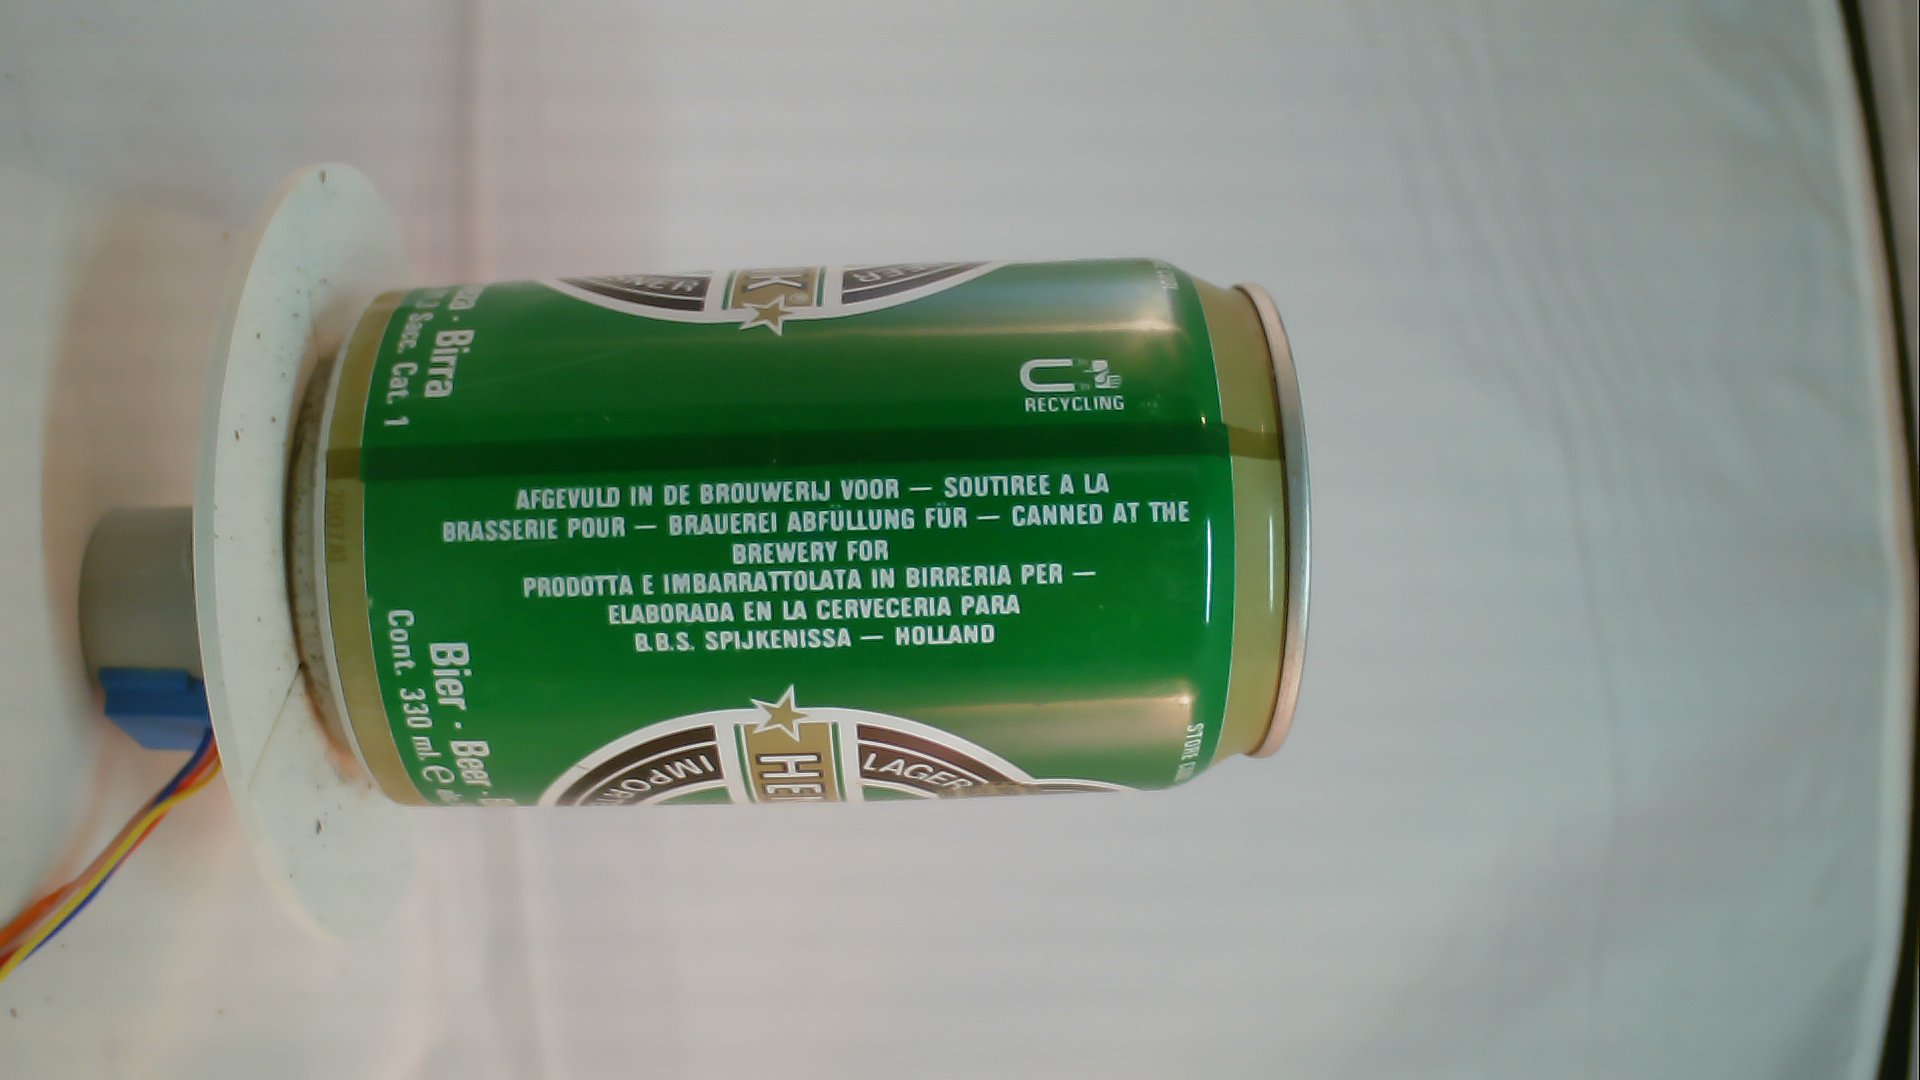 RECYCLING
AFGEVULD IN DE BROUWERIJ VOOR — SOUTIREE A LA
BRASSERIE POUR — BRAUEREI ABFÜLLUNG FÜR — CANNED AT THE
BREWERY FOR
PRODOTTA E IMBARRATTOLATA IN BIRRERIA PER —
ELABORADA EN LA CERVECERIA PARA
B.B.S. SPIJKENISSA — HOLLAND
Birra
Sacc. Cat. 1
Bier · Beer ·
Cont. 330 ml. e
LAGER
STORE